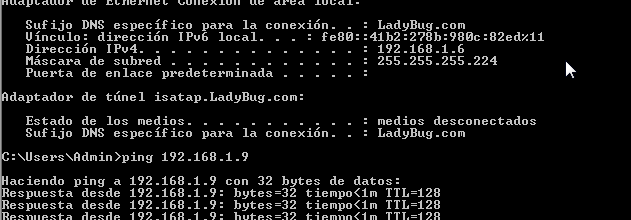 Adaptador de Ethernet Conexión de área local:
Sufijo DNS específico para la conexión. . : LadyBug.com
Vínculo: dirección IPv6 local. . . : fe80::41b2:278b:980c:82ed%11
Dirección IPv4. . . . . . . . . . . . . . : 192.168.1.6
Máscara de subred . . . . . . . . . . . . : 255.255.255.224
Puerta de enlace predeterminada . . . . . :
Adaptador de túnel isatap.LadyBug.com:
Estado de los medios. . . . . . . . . . . : medios desconectados
Sufijo DNS específico para la conexión. . : LadyBug.com
C:\Users\Admin>ping 192.168.1.9
Haciendo ping a 192.168.1.9 con 32 bytes de datos:
Respuesta desde 192.168.1.9: bytes=32 tiempo<1m TTL=128
Respuesta desde 192.168.1.9: bytes=32 tiempo<1m TTL=128
Respuesta desde 192.168.1.9: bytes=32 tiempo<1m TTL=128